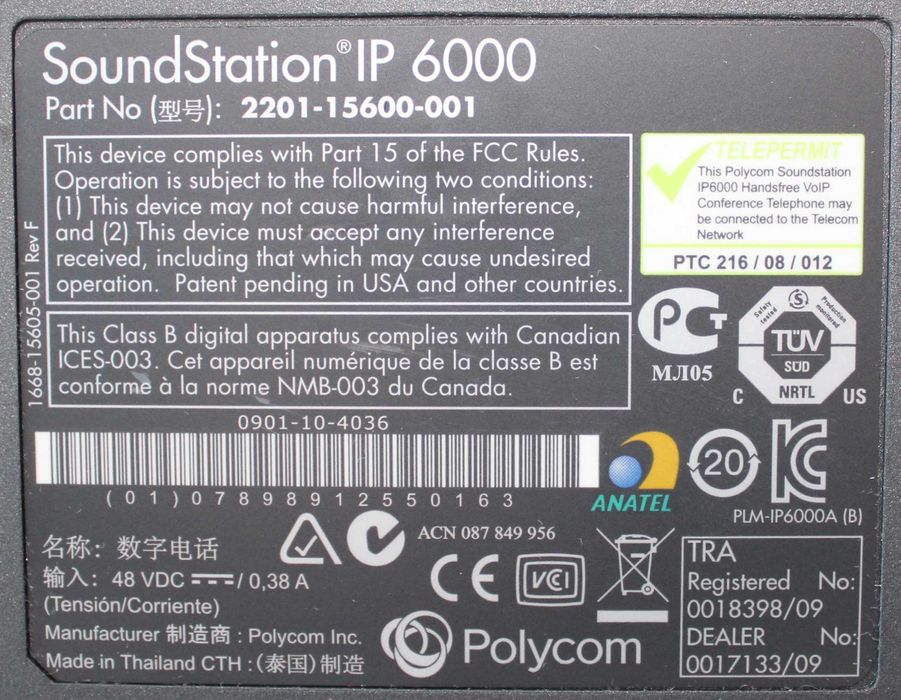 SoundStation® IP 6000
Part No (型号): 2201-15600-001
This device complies with Part 15 of the FCC Rules.
Operation is subject to the following two conditions:
(1) This device may not cause harmful interference,
and (2) This device must accept any interference
received, including that which may cause undesired
operation. Patent pending in USA and other countries.
TELEPERMIT
This Polycom Soundstation
IP6000 Handsfree VoIP
Conference Telephone may
be connected to the Telecom
Network
PTC 216 / 08 / 012
This Class B digital apparatus complies with Canadian
ICES-003. Cet appareil numérique de la classe B est
conforme à la norme NMB-003 du Canada.
1668-15605-001 Rev F
РСТ
МЛ05
Safety tested
S
Production monitored
TÜV
SÜD
NRTL
C US
0901-10-4036
(01)07898912550163
ANATEL
20
PLM-IP6000A (B)
ACN 087 849 956
名称: 数字电话
输入: 48 VDC / 0,38 A
(Tensión/Corriente)
Manufacturer 制造商 : Polycom Inc.
Made in Thailand CTH : (泰国) 制造
CE
VCI
Polycom
TRA
Registered No:
0018398/09
DEALER No:
0017133/09